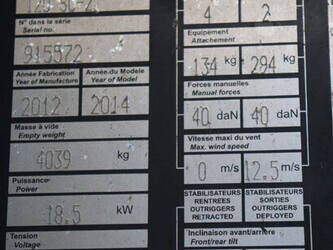 N° dans la série
Serial no.
915572
Année Fabrication
Year of Manufacture
Année du Modele
Year of Model
2012
2014
Masse à vide
Empty weight
4039 kg
Puissance
Power
18.5 kW
Tension
Voltage
4 2
Equipement
Attachement
134 kg 294 kg
Forces manuelles
Manual forces
40 daN 40 daN
Vitesse maxi du vent
Max. wind speed
0 m/s 12.5 m/s
STABILISATEURS
RENTREES
OUTRIGGERS
RETRACTED
STABILISATEURS
SORTIES
OUTRIGGERS
DEPLOYED
Inclinaison avant/arrière
Front/rear tilt